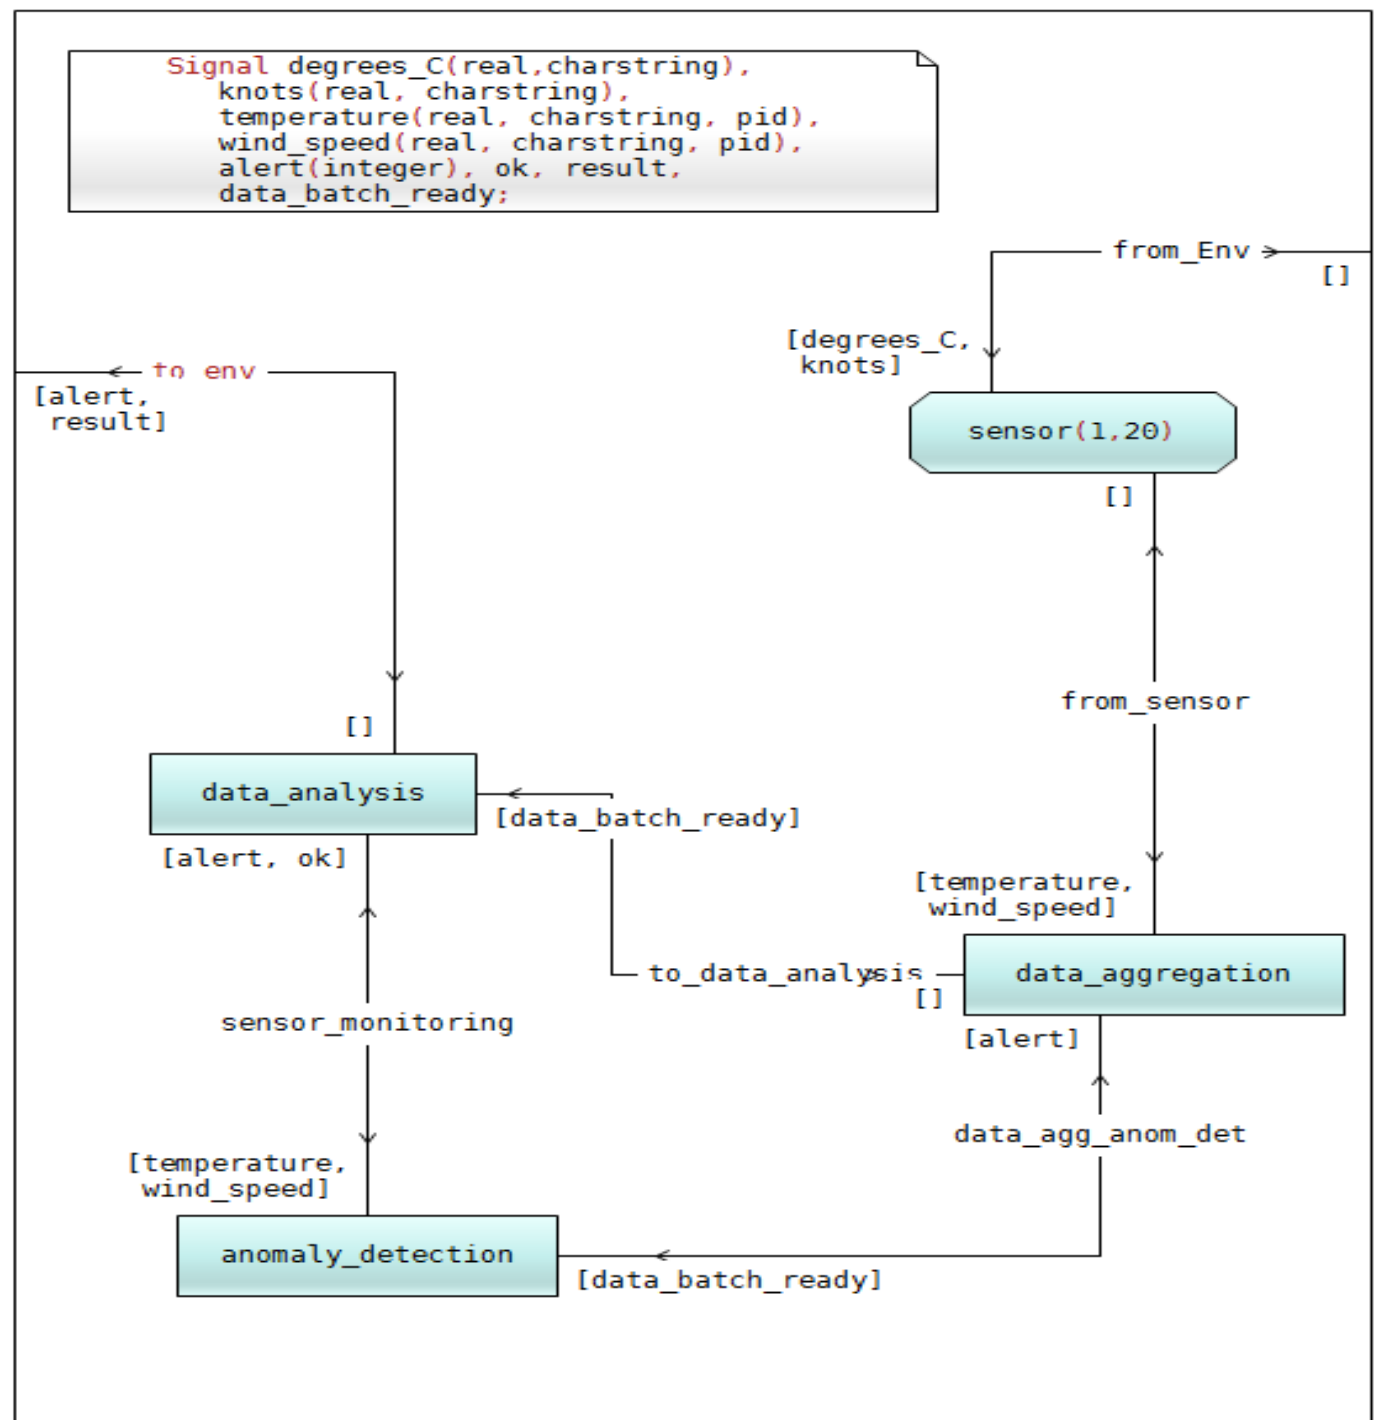 Signal degrees_C(real,charstring),
knots(real, charstring),
temperature(real, charstring, pid),
wind_speed(real, charstring, pid),
alert(integer), ok, result,
data_batch_ready;
from_Env
[]
[degrees_C,
knots]
to_env
[alert,
result]
sensor(1,20)
[]
from_sensor
[]
data_analysis
[data_batch_ready]
[alert, ok]
[temperature,
wind_speed]
to_data_analysis
data_aggregation
[]
[alert]
sensor_monitoring
data_agg_anom_det
[temperature,
wind_speed]
anomaly_detection
[data_batch_ready]